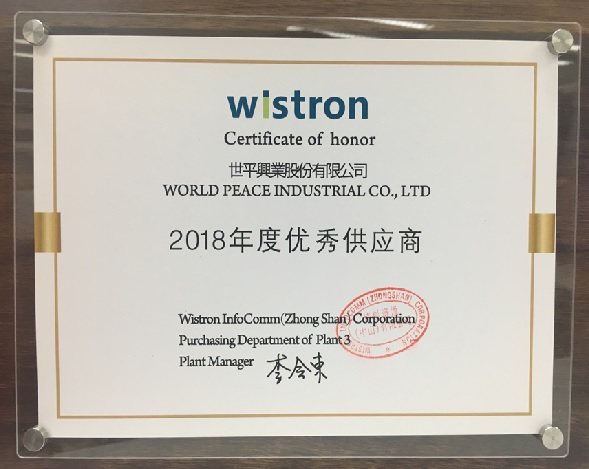 wistron
Certificate of honor
世平興業股份有限公司
WORLD PEACE INDUSTRIAL CO., LTD
2018年度优秀供应商
Wistron InfoComm(Zhong Shan) Corporation
Purchasing Department of Plant 3
Plant Manager